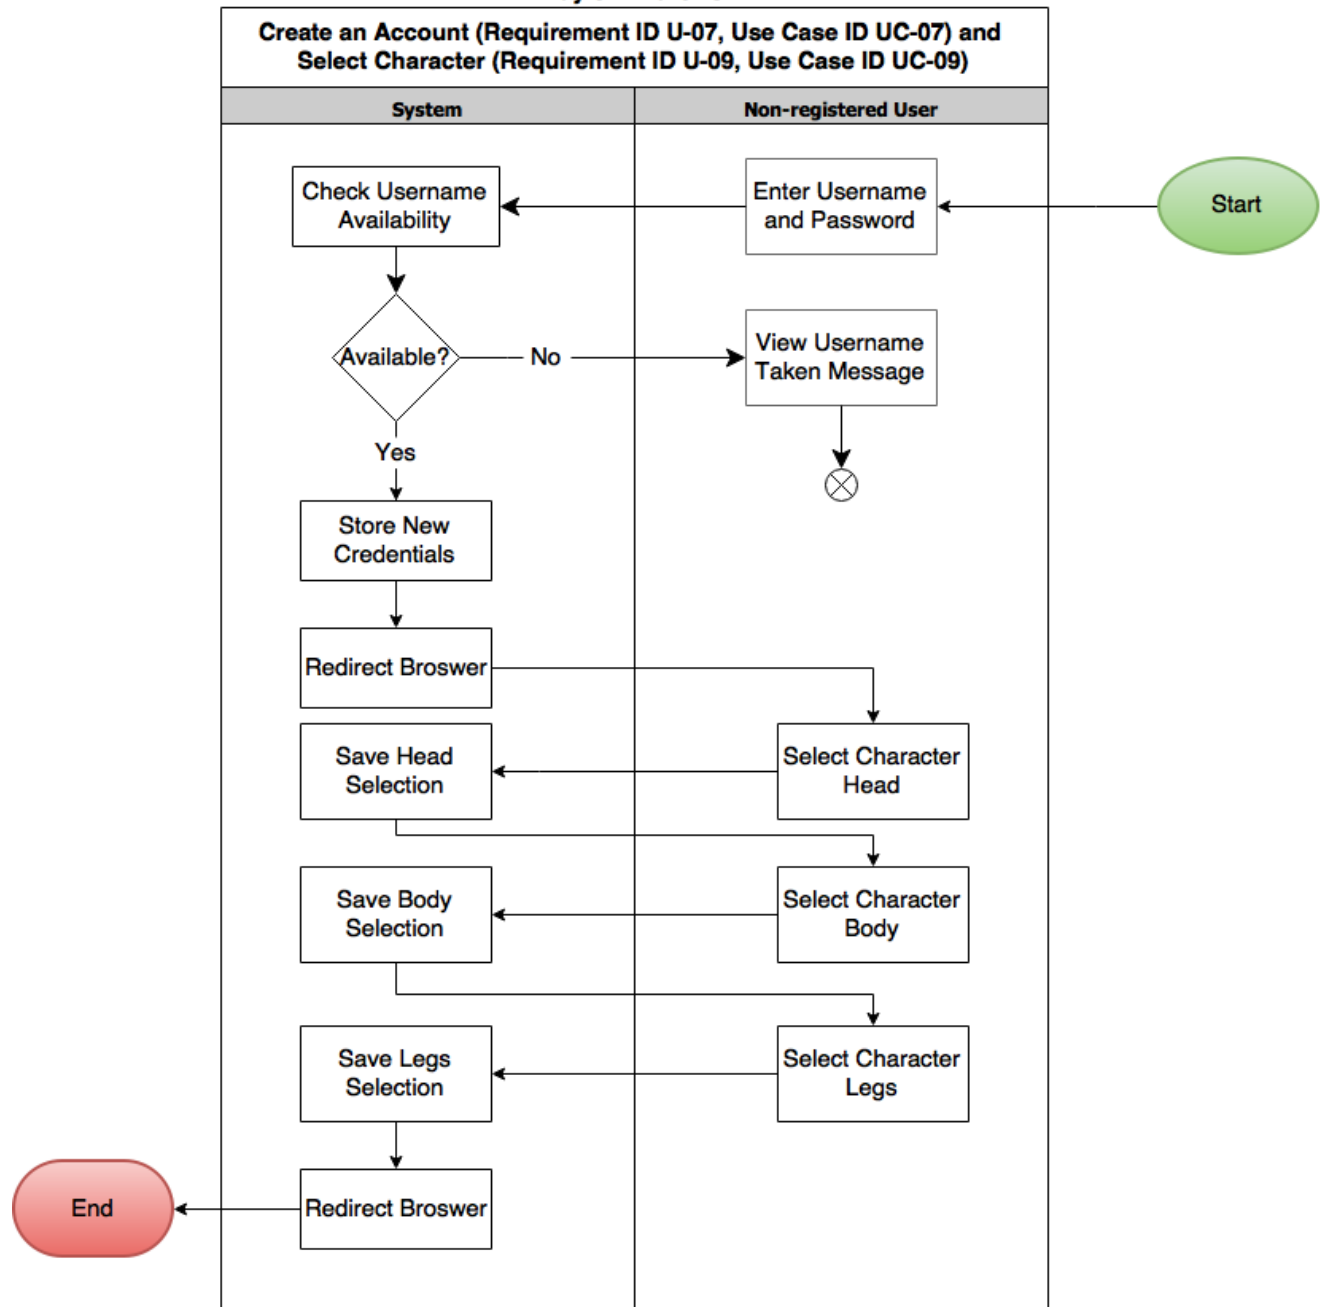 Create an Account (Requirement ID U-07, Use Case ID UC-07) and
Select Character (Requirement ID U-09, Use Case ID UC-09)
System
Non-registered User
Check Username
Availability
Enter Username
and Password
Start
Available?
No
View Username
Taken Message
Yes
Store New
Credentials
Redirect Broswer
Save Head
Selection
Select Character
Head
Save Body
Selection
Select Character
Body
Save Legs
Selection
Select Character
Legs
End
Redirect Broswer